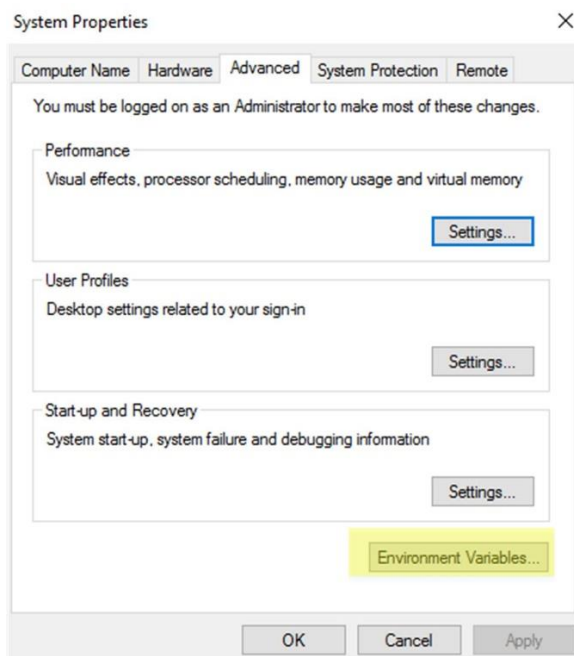 System Properties
Computer Name Hardware Advanced System Protection Remote
You must be logged on as an Administrator to make most of these changes.
Performance
Visual effects, processor scheduling, memory usage and virtual memory
Settings...
User Profiles
Desktop settings related to your sign-in
Settings...
Start-up and Recovery
System start-up, system failure and debugging information
Settings...
Environment Variables...
OK Cancel Apply